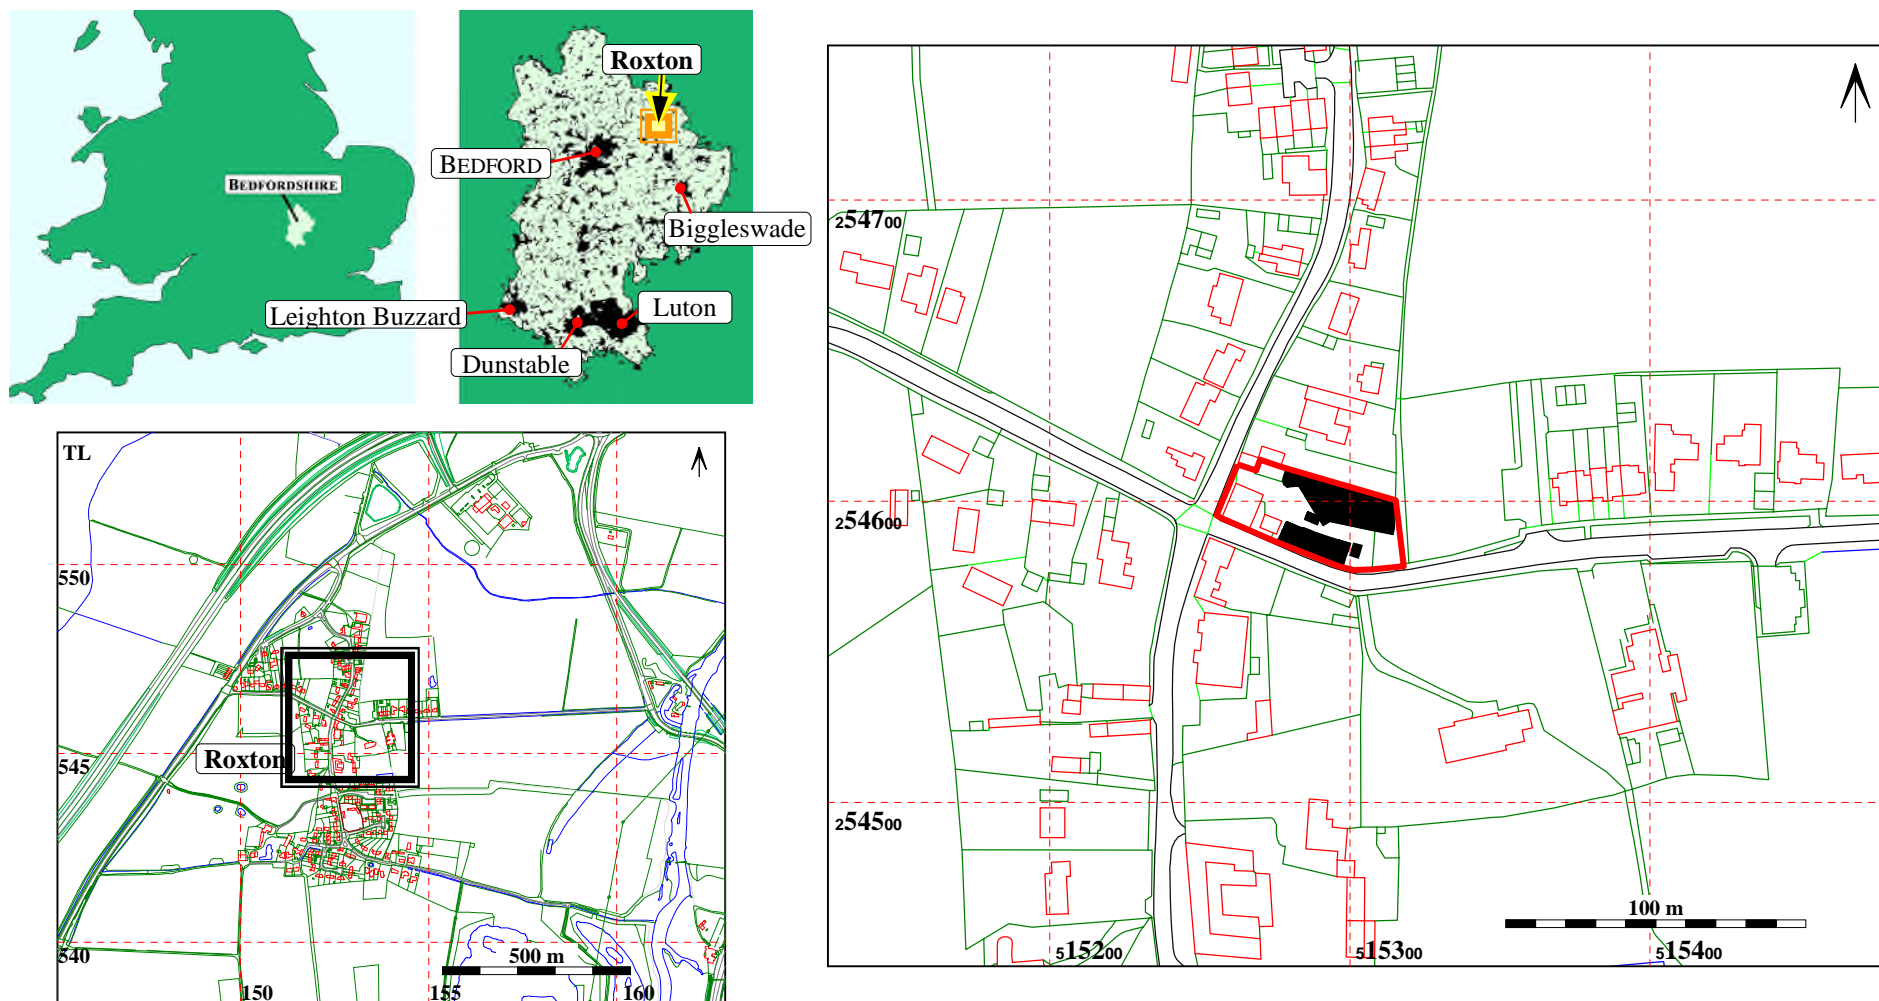 BEDFORDSHIRE
Roxton
BEDFORD
Biggleswade
Leighton Buzzard
Luton
Dunstable
TL
550
545
540
Roxton
500 m
150
155
160
254700
254600
254500
100 m
515200
515300
515400